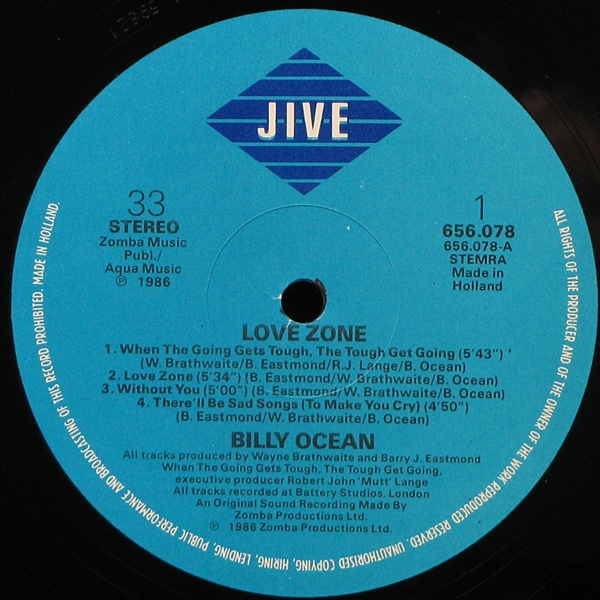 JIVE
33
STEREO
Zomba Music
Publ./
Aqua Music
℗ 1986
1
656.078
656.078-A
STEMRA
Made in
Holland
LOVE ZONE
1. When The Going Gets Tough, The Tough Get Going (5'43") '
(W. Brathwaite/B. Eastmond/R.J. Lange/B. Ocean)
2. Love Zone (5'34") (B. Eastmond/W. Brathwaite/B. Ocean)
3. Without You (5'00") (B. Eastmond/W. Brathwaite/B. Ocean)
4. There'll Be Sad Songs (To Make You Cry) (4'50")
(B. Eastmond/W. Brathwaite/B. Ocean)
BILLY OCEAN
All tracks produced by Wayne Brathwaite and Barry J. Eastmond
When The Going Gets Tough, The Tough Get Going,
executive producer Robert John 'Mutt' Lange
All tracks recorded at Battery Studios, London
An Original Sound Recording Made By
Zomba Productions Ltd.
℗ 1986 Zomba Productions Ltd.
ALL RIGHTS OF THE PRODUCER AND OF THE OWNER OF THE WORK REPRODUCED RESERVED. UNAUTHORISED COPYING, HIRING, LENDING, PUBLIC PERFORMANCE AND BROADCASTING OF THIS RECORD PROHIBITED. MADE IN HOLLAND.